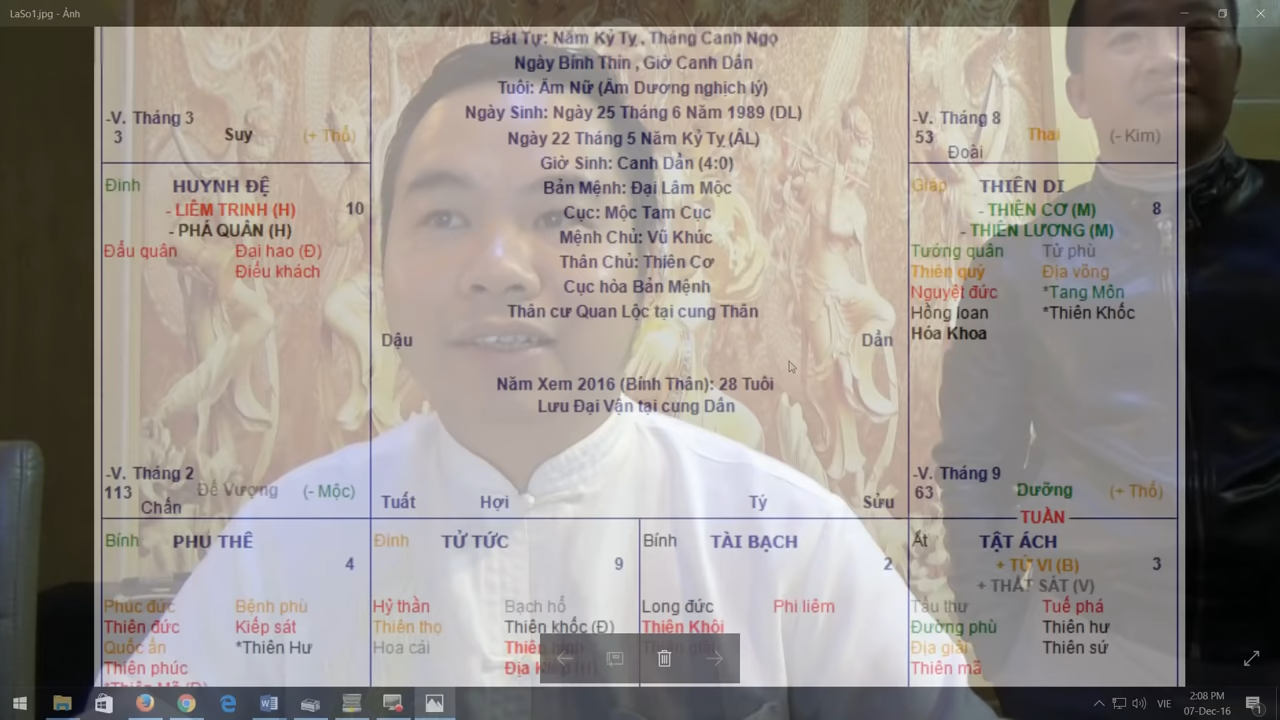 LaSo1.jpg - Ảnh
Bát Tự: Năm Kỷ Tỵ , Tháng Canh Ngọ
Ngày Bính Thìn , Giờ Canh Dần
Tuổi: Âm Nữ (Âm Dương nghịch lý)
Ngày Sinh: Ngày 25 Tháng 6 Năm 1989 (DL)
Ngày 22 Tháng 5 Năm Kỷ Tỵ (ÂL)
Giờ Sinh: Canh Dần (4:0)
Bản Mệnh: Đại Lâm Mộc
Cục: Mộc Tam Cục
Mệnh Chủ: Vũ Khúc
Thân Chủ: Thiên Cơ
Cục hòa Bản Mệnh
Thân cư Quan Lộc tại cung Thân
Dậu
Dần
Năm Xem 2016 (Bính Thân): 28 Tuổi
Lưu Đại Vận tại cung Dần
Tuất
Hợi
Tý
Sửu
-V. Tháng 3
3
Suy
(+ Thổ)
-V. Tháng 8
53
Thai
(- Kim)
Đoài
Đinh
HUYNH ĐỆ
- LIÊM TRINH (H)
10
- PHÁ QUÂN (H)
Đẩu quân
Đại hao (Đ)
Điếu khách
-V. Tháng 2
113
Đế Vượng
(- Mộc)
Chấn
Giáp
THIÊN DI
- THIÊN CƠ (M)
8
- THIÊN LƯƠNG (M)
Tướng quân
Tử phù
Thiên quý
Địa võng
Nguyệt đức
*Tang Môn
Hồng loan
*Thiên Khốc
Hóa Khoa
-V. Tháng 9
63
Dưỡng
(+ Thổ)
TUẦN
Bính
PHU THÊ
4
Phúc đức
Bệnh phù
Thiên đức
Kiếp sát
Quốc ấn
*Thiên Hư
Thiên phúc
*Thiên Mã (Đ)
Đinh
TỬ TỨC
9
Hỷ thần
Bạch hổ
Thiên thọ
Thiên khốc (Đ)
Hoa cái
Thiên hình
Bính
TÀI BẠCH
2
Long đức
Phi liêm
Thiên Khôi
Ất
TẬT ÁCH
+ TỬ VI (B)
3
+ THẤT SÁT (V)
Tấu thư
Tuế phá
Đường phù
Thiên hư
Địa giải
Thiên sứ
Thiên mã
VIE
2:08 PM
07-Dec-16
1